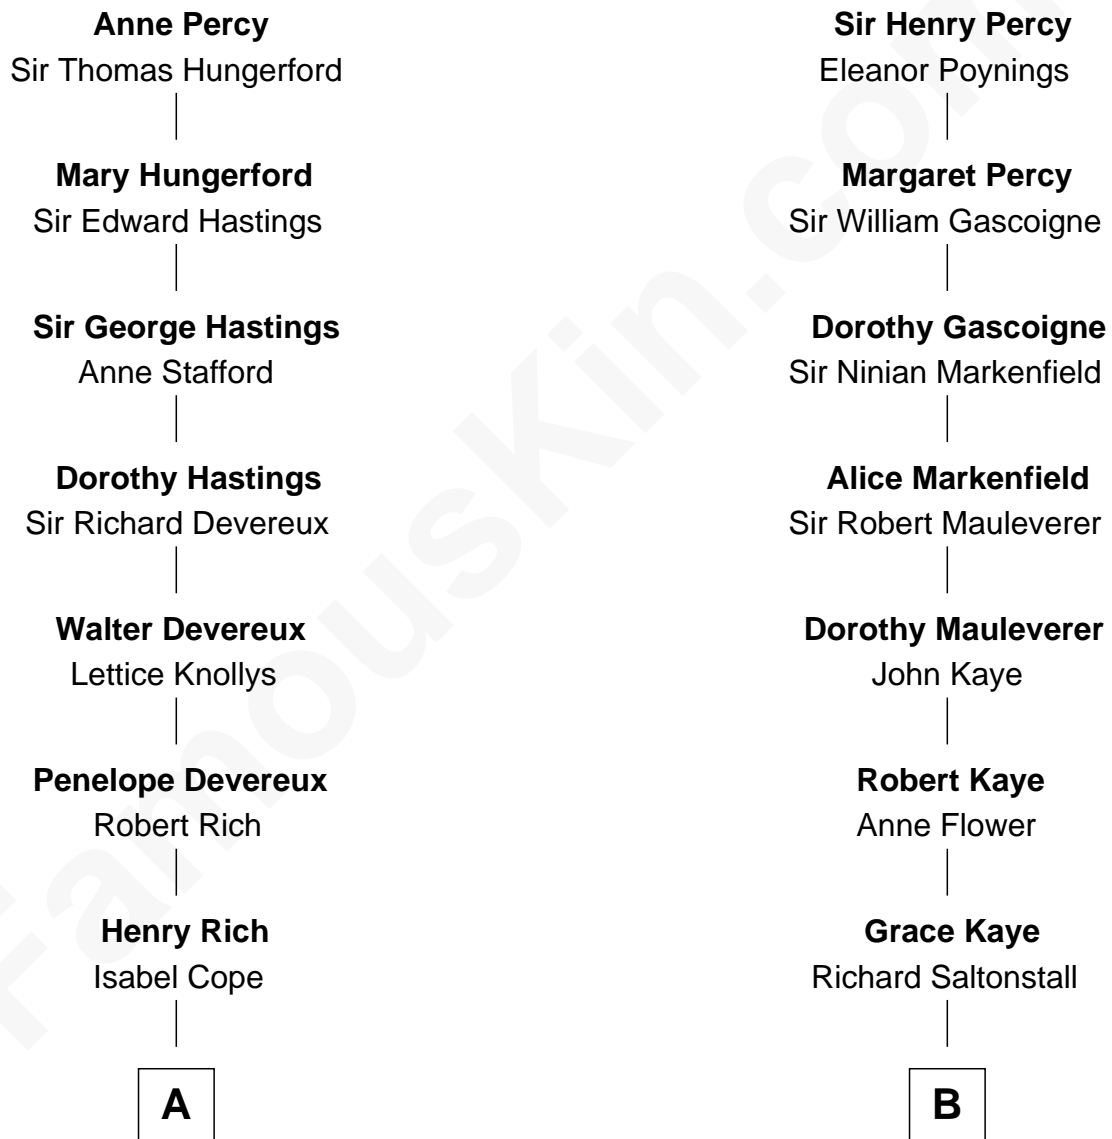 Anne Percy
Sir Thomas Hungerford
Mary Hungerford
Sir Edward Hastings
Sir George Hastings
Anne Stafford
Dorothy Hastings
Sir Richard Devereux
Walter Devereux
Lettice Knollys
Penelope Devereux
Robert Rich
Henry Rich
Isabel Cope
A
Sir Henry Percy
Eleanor Poynings
Margaret Percy
Sir William Gascoigne
Dorothy Gascoigne
Sir Ninian Markenfield
Alice Markenfield
Sir Robert Mauleverer
Dorothy Mauleverer
John Kaye
Robert Kaye
Anne Flower
Grace Kaye
Richard Saltonstall
B
FamousKin.com